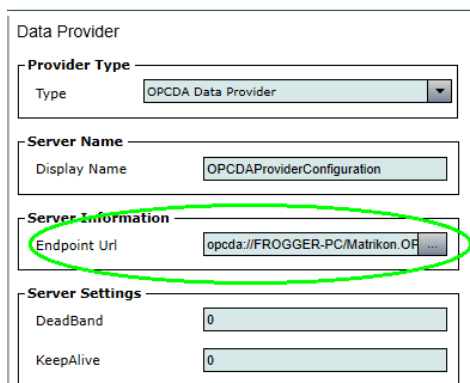 Data Provider
Provider Type
Type OPCDA Data Provider
Server Name
Display Name OPCDAProviderConfiguration
Server Information
Endpoint Url opcda://FROGGER-PC/Matrikon.OP ...
Server Settings
DeadBand 0
KeepAlive 0